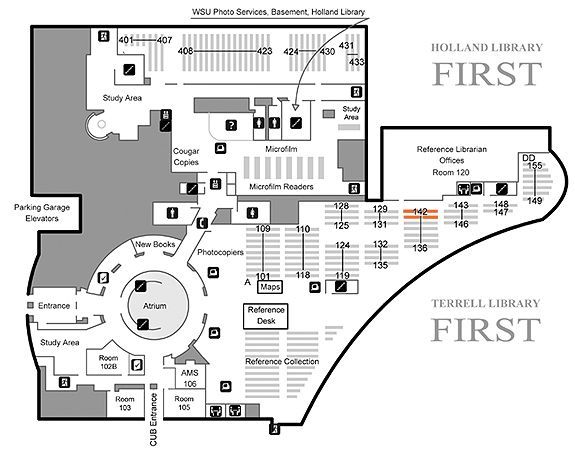 WSU Photo Services, Basement, Holland Library
HOLLAND LIBRARY
FIRST
401 407
408 423
424 430
431
433
Study Area
Study
Area
?
Microfilm
Cougar
Copies
Microfilm Readers
Reference Librarian
Offices
Room 120
DD
155
149
Parking Garage
Elevators
128
125
129
131
142
136
143
146
148
147
New Books
Photocopiers
109
101
110
118
124
119
132
135
A
Maps
Entrance
Atrium
Reference
Desk
TERRELL LIBRARY
FIRST
Study Area
Room
102B
AMS
106
Reference Collection
Room
103
Room
105
CUB Entrance